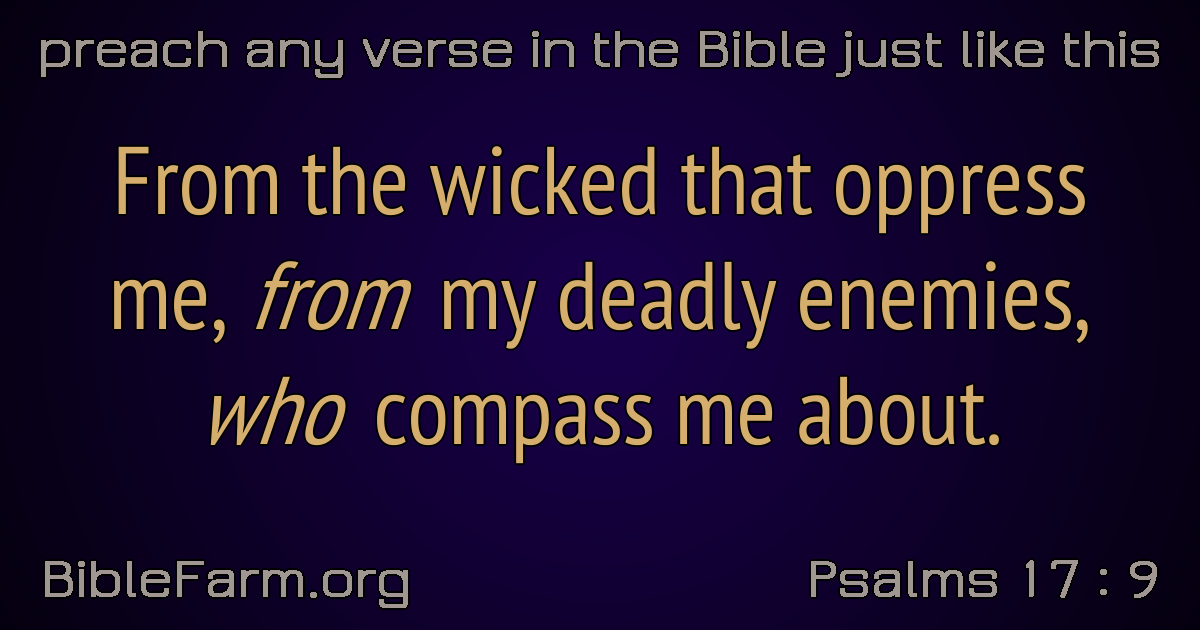 preach any verse in the Bible just like this
From the wicked that oppress
me, from my deadly enemies,
who compass me about.
BibleFarm.org
Psalms 17 : 9